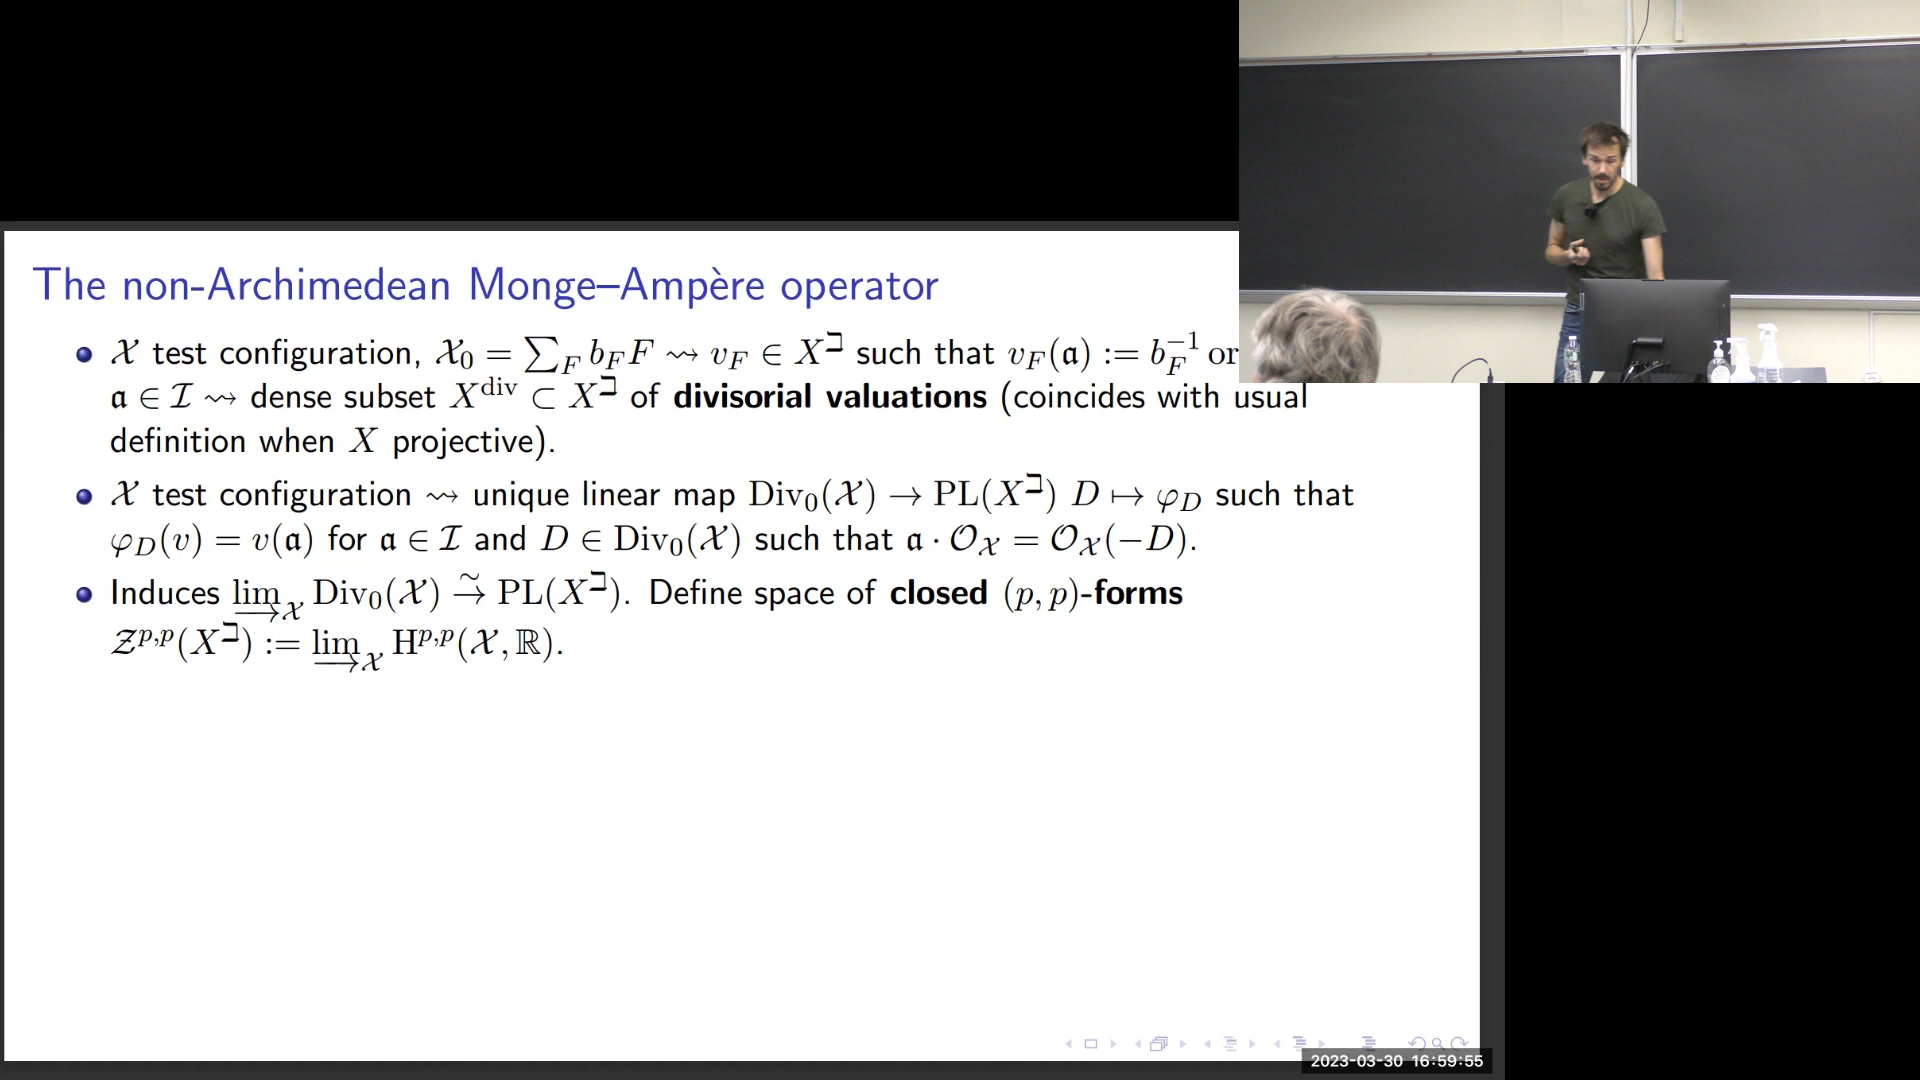 The non-Archimedean Monge–Ampère operator
𝒳 test configuration, 𝒳₀ = ∑_F b_F F ⇝ v_F ∈ X^ℶ such that v_F(𝔞) := b_F^{-1} or
𝔞 ∈ ℐ ⇝ dense subset X^div ⊂ X^ℶ of divisorial valuations (coincides with usual
definition when X projective).
𝒳 test configuration ⇝ unique linear map Div₀(𝒳) → PL(X^ℶ) D ↦ φ_D such that
φ_D(v) = v(𝔞) for 𝔞 ∈ ℐ and D ∈ Div₀(𝒳) such that 𝔞 · 𝒪_𝒳 = 𝒪_𝒳(−D).
Induces lim→_𝒳 Div₀(𝒳) →~ PL(X^ℶ). Define space of closed (p, p)-forms
𝒵^{p,p}(X^ℶ) := lim→_𝒳 H^{p,p}(𝒳, ℝ).
2023-03-30 16:59:55